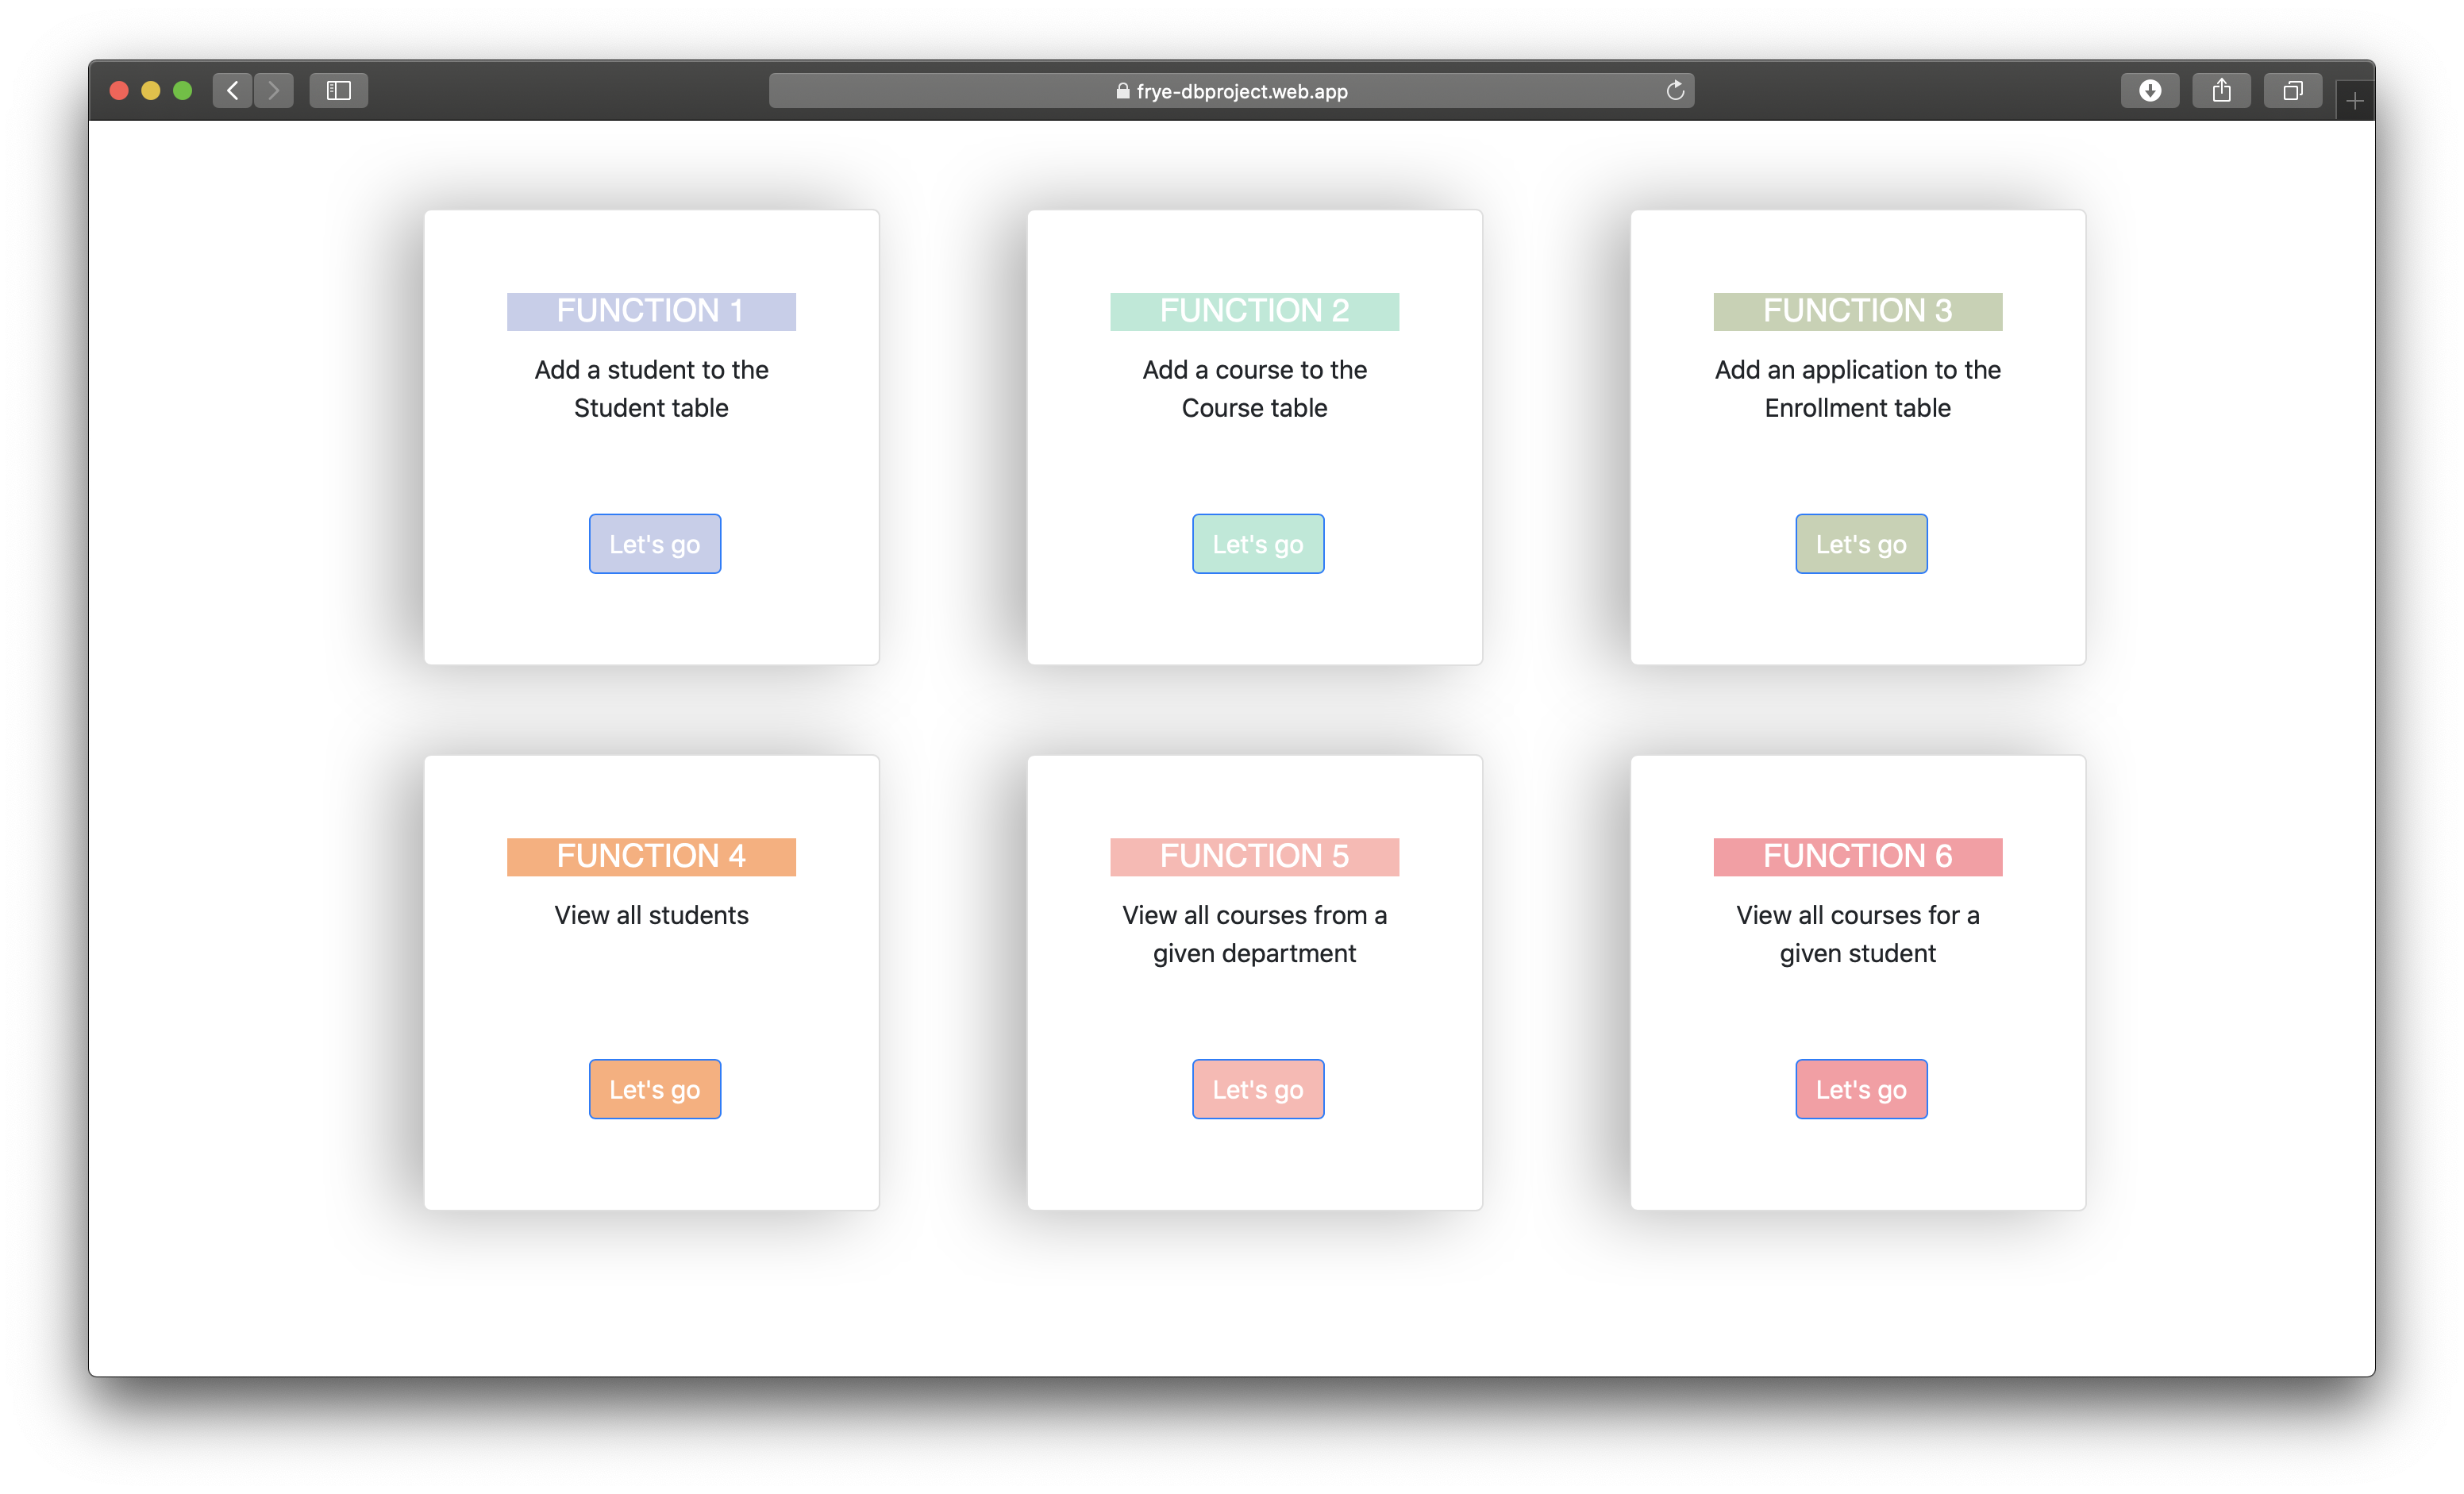 frye-dbproject.web.app
FUNCTION 1
Add a student to the
Student table
Let's go
FUNCTION 2
Add a course to the
Course table
Let's go
FUNCTION 3
Add an application to the
Enrollment table
Let's go
FUNCTION 4
View all students
Let's go
FUNCTION 5
View all courses from a
given department
Let's go
FUNCTION 6
View all courses for a
given student
Let's go